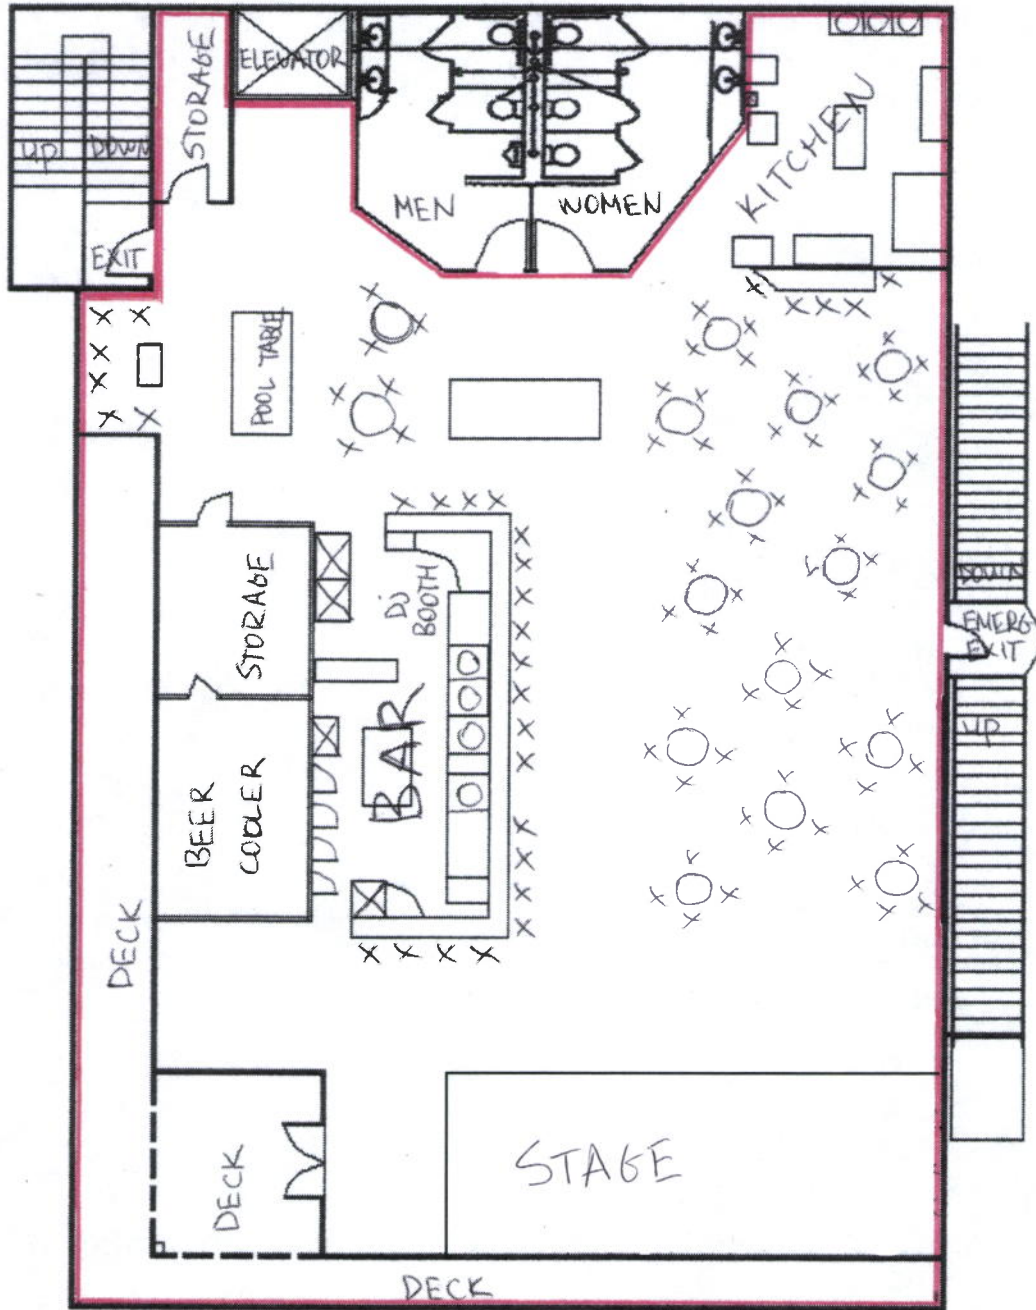 STORAGE
ELEVATOR
UP
DOWN
EXIT
MEN
WOMEN
KITCHEN
POOL TABLE
STORAGE
DJ
BOOTH
BAR
BEER
COOLER
DOWN
EMERG
EXIT
UP
DECK
DECK
STAGE
DECK